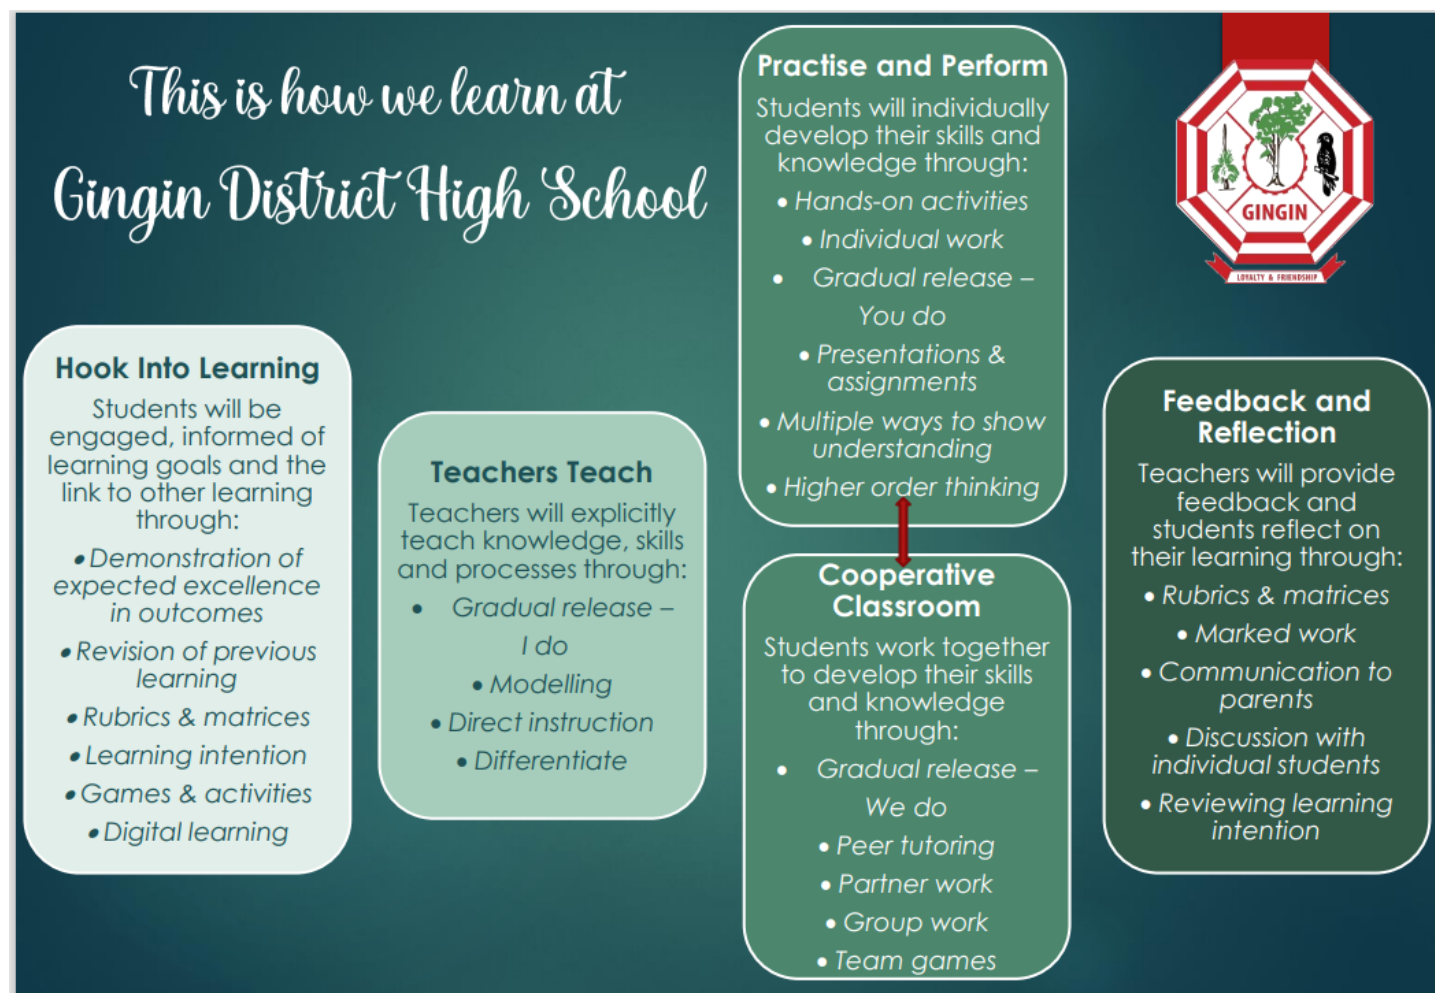 This is how we learn at
Gingin District High School
Hook Into Learning
Students will be
engaged, informed of
learning goals and the
link to other learning
through:
• Demonstration of
expected excellence
in outcomes
• Revision of previous
learning
• Rubrics & matrices
• Learning intention
• Games & activities
• Digital learning
Teachers Teach
Teachers will explicitly
teach knowledge, skills
and processes through:
• Gradual release –
I do
• Modelling
• Direct instruction
• Differentiate
Practise and Perform
Students will individually
develop their skills and
knowledge through:
• Hands-on activities
• Individual work
• Gradual release –
You do
• Presentations &
assignments
• Multiple ways to show
understanding
• Higher order thinking
Cooperative
Classroom
Students work together
to develop their skills
and knowledge
through:
• Gradual release –
We do
• Peer tutoring
• Partner work
• Group work
• Team games
GINGIN
LOYALTY & FRIENDSHIP
Feedback and
Reflection
Teachers will provide
feedback and
students reflect on
their learning through:
• Rubrics & matrices
• Marked work
• Communication to
parents
• Discussion with
individual students
• Reviewing learning
intention